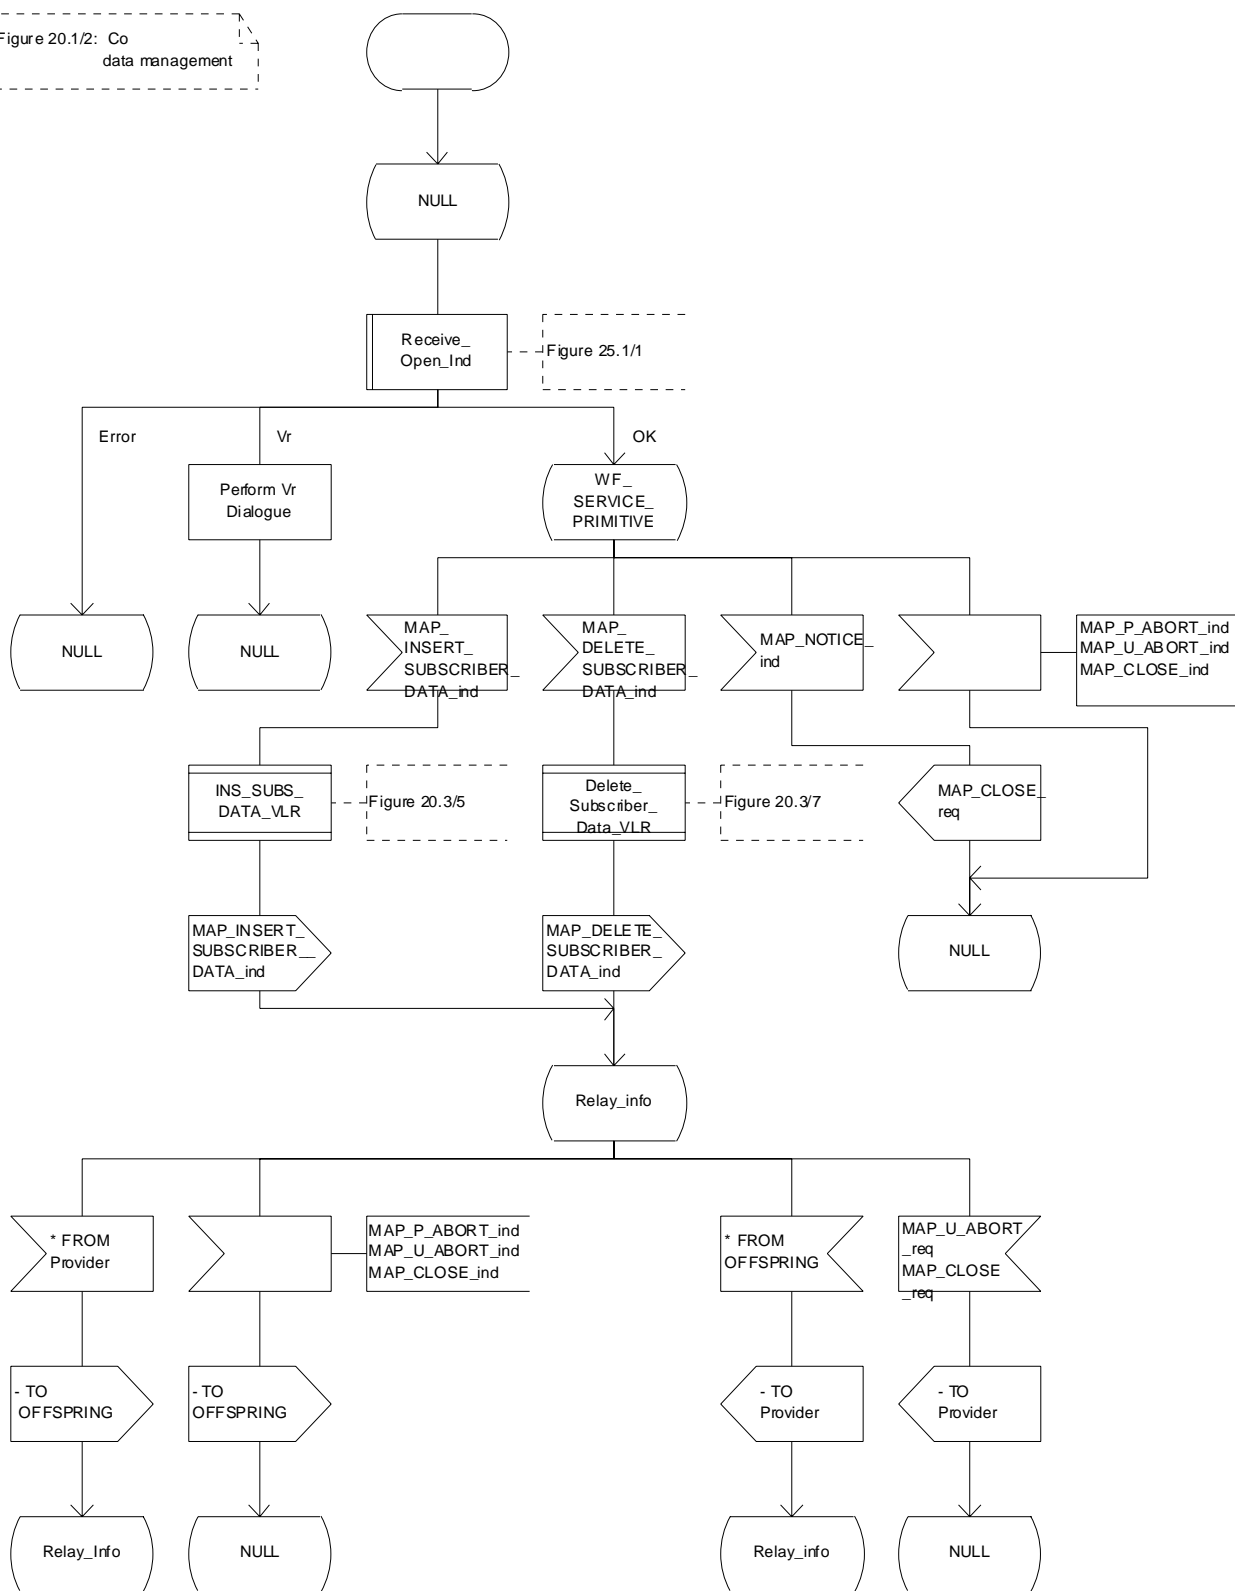 Figure 20.1/2: Co
data management
NULL
Receive_
Open_Ind
Figure 25.1/1
Error
Vr
OK
Perform Vr
Dialogue
WF_
SERVICE_
PRIMITIVE
NULL
NULL
MAP_
INSERT_
SUBSCRIBER_
DATA_ind
MAP_
DELETE_
SUBSCRIBER_
DATA_ind
MAP_NOTICE_
ind
MAP_P_ABORT_ind
MAP_U_ABORT_ind
MAP_CLOSE_ind
INS_SUBS_
DATA_VLR
Figure 20.3/5
Delete_
Subscriber_
Data_VLR
Figure 20.3/7
MAP_CLOSE_
req
MAP_INSERT_
SUBSCRIBER__
DATA_ind
MAP_DELETE_
SUBSCRIBER_
DATA_ind
NULL
Relay_info
* FROM
Provider
MAP_P_ABORT_ind
MAP_U_ABORT_ind
MAP_CLOSE_ind
* FROM
OFFSPRING
MAP_U_ABORT
_req
MAP_CLOSE
_req
- TO
OFFSPRING
- TO
OFFSPRING
- TO
Provider
- TO
Provider
Relay_Info
NULL
Relay_info
NULL